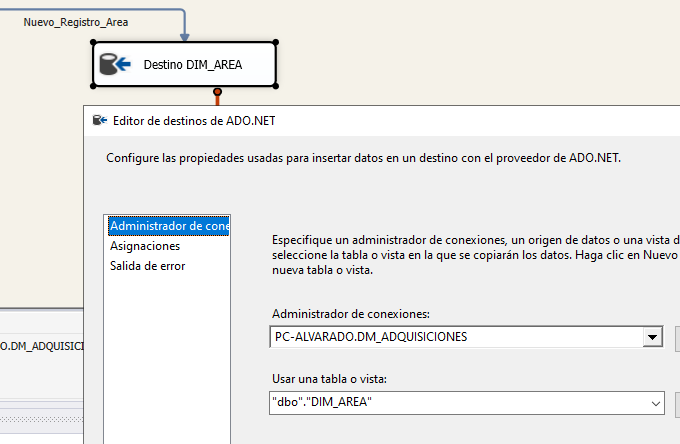 Nuevo_Registro_Area
Destino DIM_AREA
Editor de destinos de ADO.NET
Configure las propiedades usadas para insertar datos en un destino con el proveedor de ADO.NET.
Administrador de cone
Asignaciones
Salida de error
Especifique un administrador de conexiones, un origen de datos o una vista d
seleccione la tabla o vista en la que se copiarán los datos. Haga clic en Nuevo
nueva tabla o vista.
Administrador de conexiones:
PC-ALVARADO.DM_ADQUISICIONES
O.DM_ADQUISICI
Usar una tabla o vista:
"dbo"."DIM_AREA"